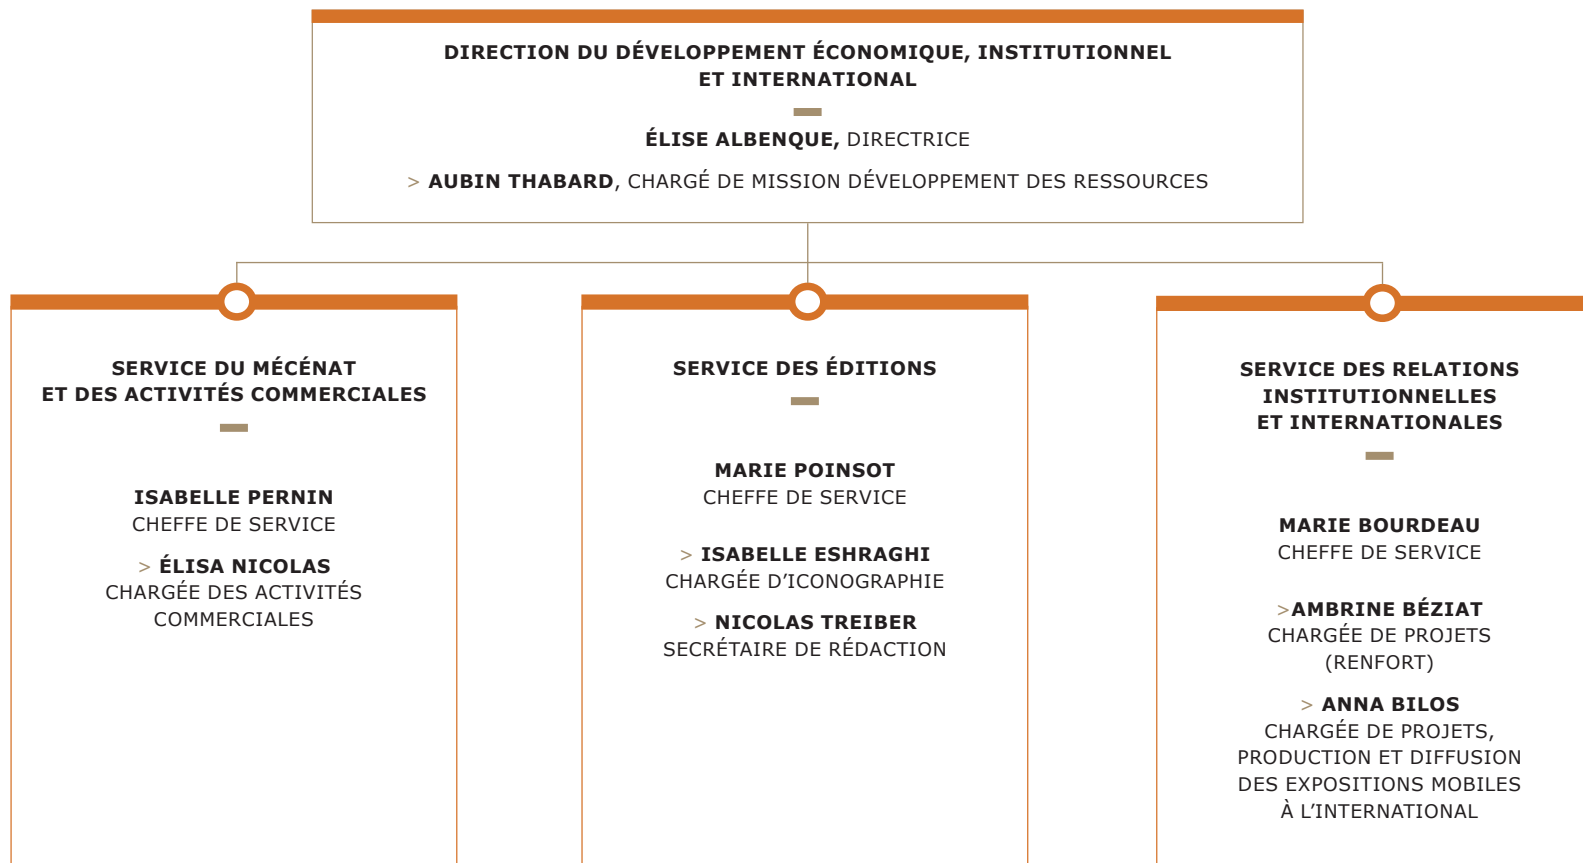 DIRECTION DU DÉVELOPPEMENT ÉCONOMIQUE, INSTITUTIONNEL
ET INTERNATIONAL
ÉLISE ALBENQUE, DIRECTRICE
> AUBIN THABARD, CHARGÉ DE MISSION DÉVELOPPEMENT DES RESSOURCES
SERVICE DU MÉCÉNAT
ET DES ACTIVITÉS COMMERCIALES
ISABELLE PERNIN
CHEFFE DE SERVICE
> ÉLISA NICOLAS
CHARGÉE DES ACTIVITÉS
COMMERCIALES
SERVICE DES ÉDITIONS
MARIE POINSOT
CHEFFE DE SERVICE
> ISABELLE ESHRAGHI
CHARGÉE D’ICONOGRAPHIE
> NICOLAS TREIBER
SECRÉTAIRE DE RÉDACTION
SERVICE DES RELATIONS
INSTITUTIONNELLES
ET INTERNATIONALES
MARIE BOURDEAU
CHEFFE DE SERVICE
>AMBRINE BÉZIAT
CHARGÉE DE PROJETS
(RENFORT)
> ANNA BILOS
CHARGÉE DE PROJETS,
PRODUCTION ET DIFFUSION
DES EXPOSITIONS MOBILES
À L’INTERNATIONAL